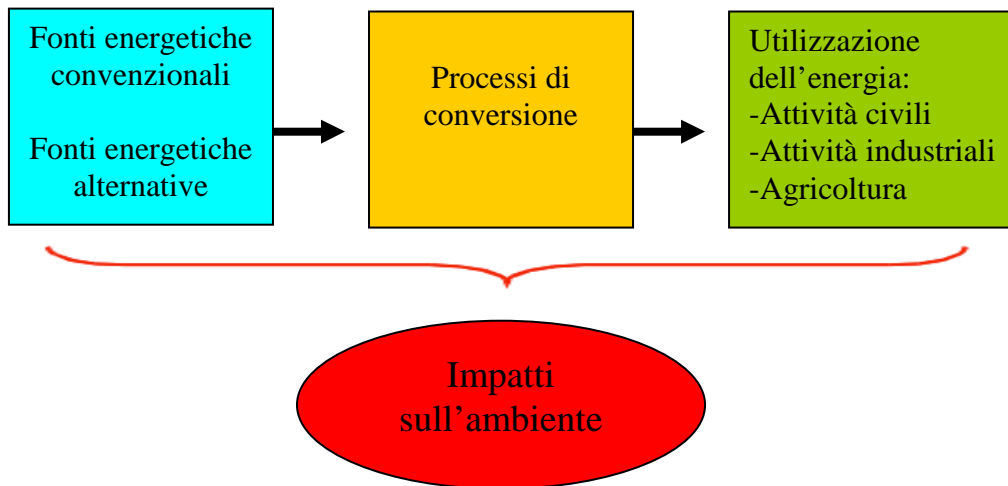 Fonti energetiche
convenzionali
Fonti energetiche
alternative
Processi di
conversione
Utilizzazione
dell’energia:
-Attività civili
-Attività industriali
-Agricoltura
Impatti
sull’ambiente